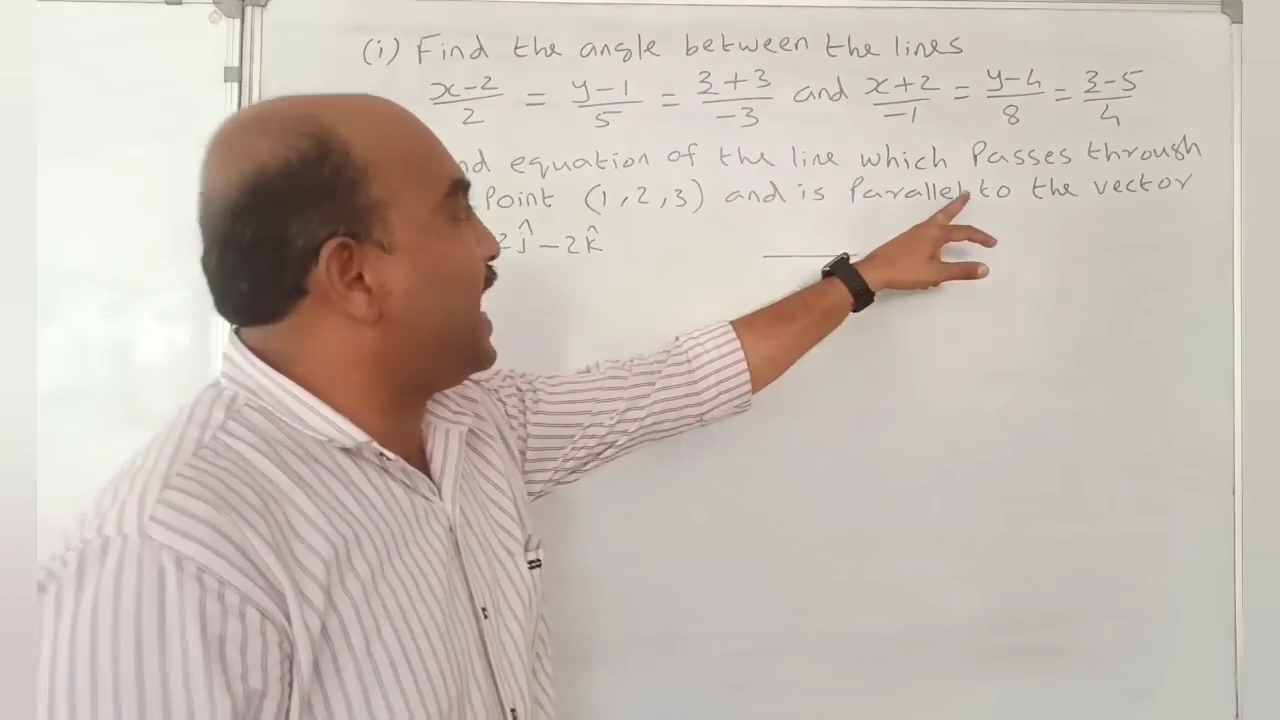 (i) Find the angle between the lines
x-2/2 = y-1/5 = z+3/-3 and x+2/-1 = y-4/8 = z-5/4
nd equation of the line which Passes through
Point (1,2,3) and is Parallel to the vector
2ĵ-2k̂